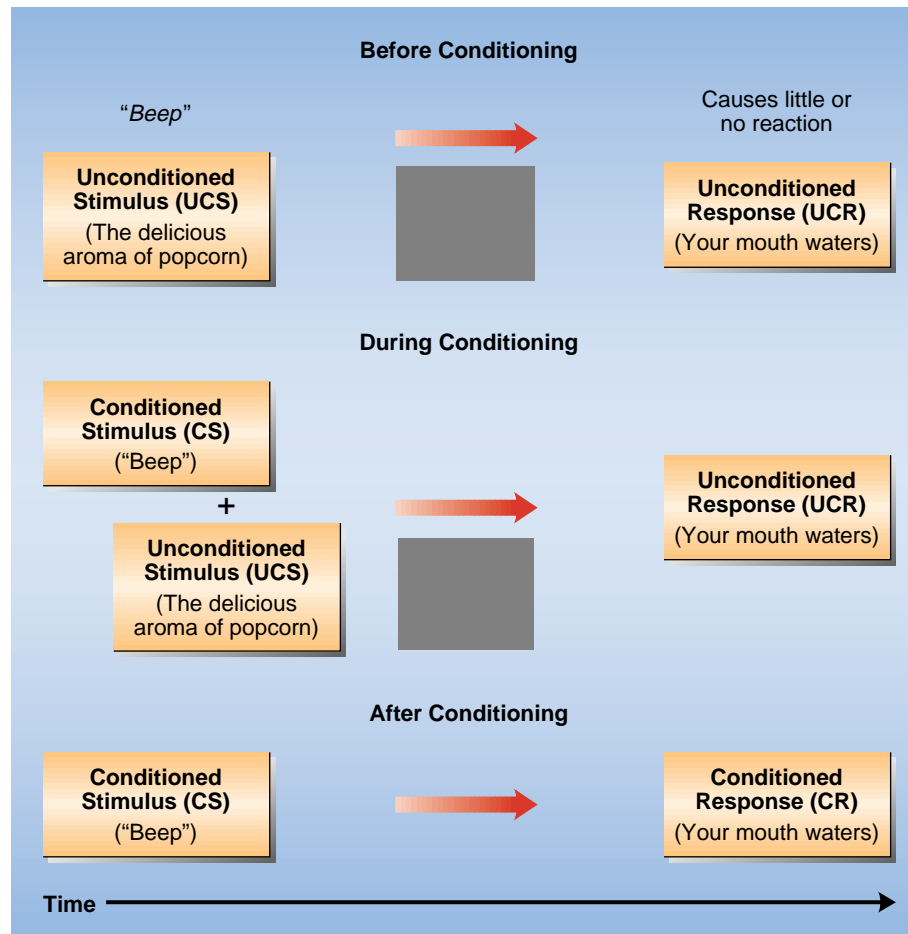 Before Conditioning
“Beep”
Causes little or
no reaction
Unconditioned
Stimulus (UCS)
(The delicious
aroma of popcorn)
Unconditioned
Response (UCR)
(Your mouth waters)
During Conditioning
Conditioned
Stimulus (CS)
(“Beep”)
+
Unconditioned
Stimulus (UCS)
(The delicious
aroma of popcorn)
Unconditioned
Response (UCR)
(Your mouth waters)
After Conditioning
Conditioned
Stimulus (CS)
(“Beep”)
Conditioned
Response (CR)
(Your mouth waters)
Time